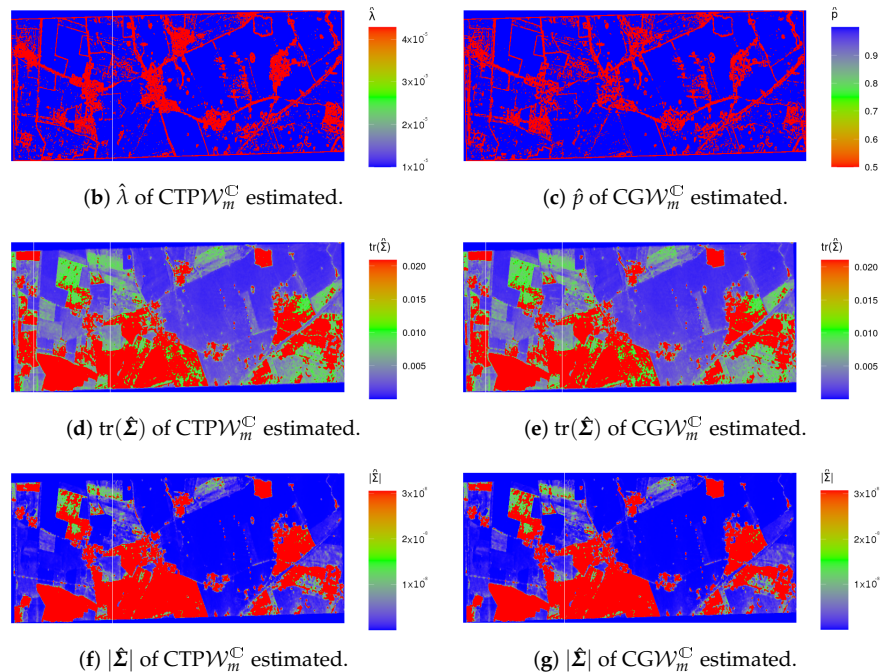 λ̂
4x10⁻⁵
3x10⁻⁵
2x10⁻⁵
1x10⁻⁵
p̂
0.9
0.8
0.7
0.6
0.5
(b) λ̂ of CTP𝒲ₘ^ℂ estimated.
(c) p̂ of CG𝒲ₘ^ℂ estimated.
tr(Σ̂)
0.020
0.015
0.010
0.005
tr(Σ̂)
0.020
0.015
0.010
0.005
(d) tr(Σ̂) of CTP𝒲ₘ^ℂ estimated.
(e) tr(Σ̂) of CG𝒲ₘ^ℂ estimated.
|Σ̂|
3x10⁻⁸
2x10⁻⁸
1x10⁻⁸
|Σ̂|
3x10⁻⁸
2x10⁻⁸
1x10⁻⁸
(f) |Σ̂| of CTP𝒲ₘ^ℂ estimated.
(g) |Σ̂| of CG𝒲ₘ^ℂ estimated.